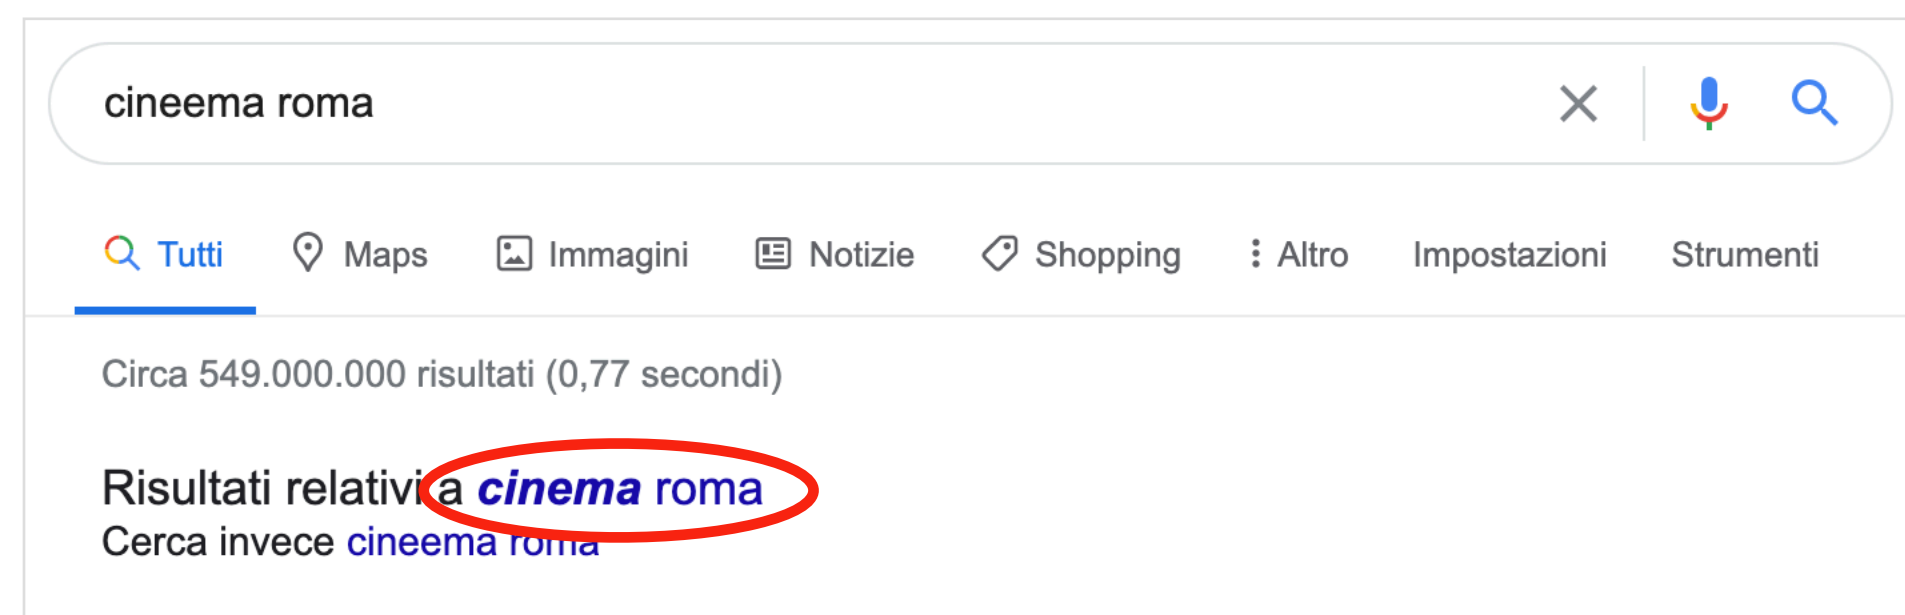 cineema roma
Tutti Maps Immagini Notizie Shopping Altro Impostazioni Strumenti
Circa 549.000.000 risultati (0,77 secondi)
Risultati relativi a cinema roma
Cerca invece cineema roma